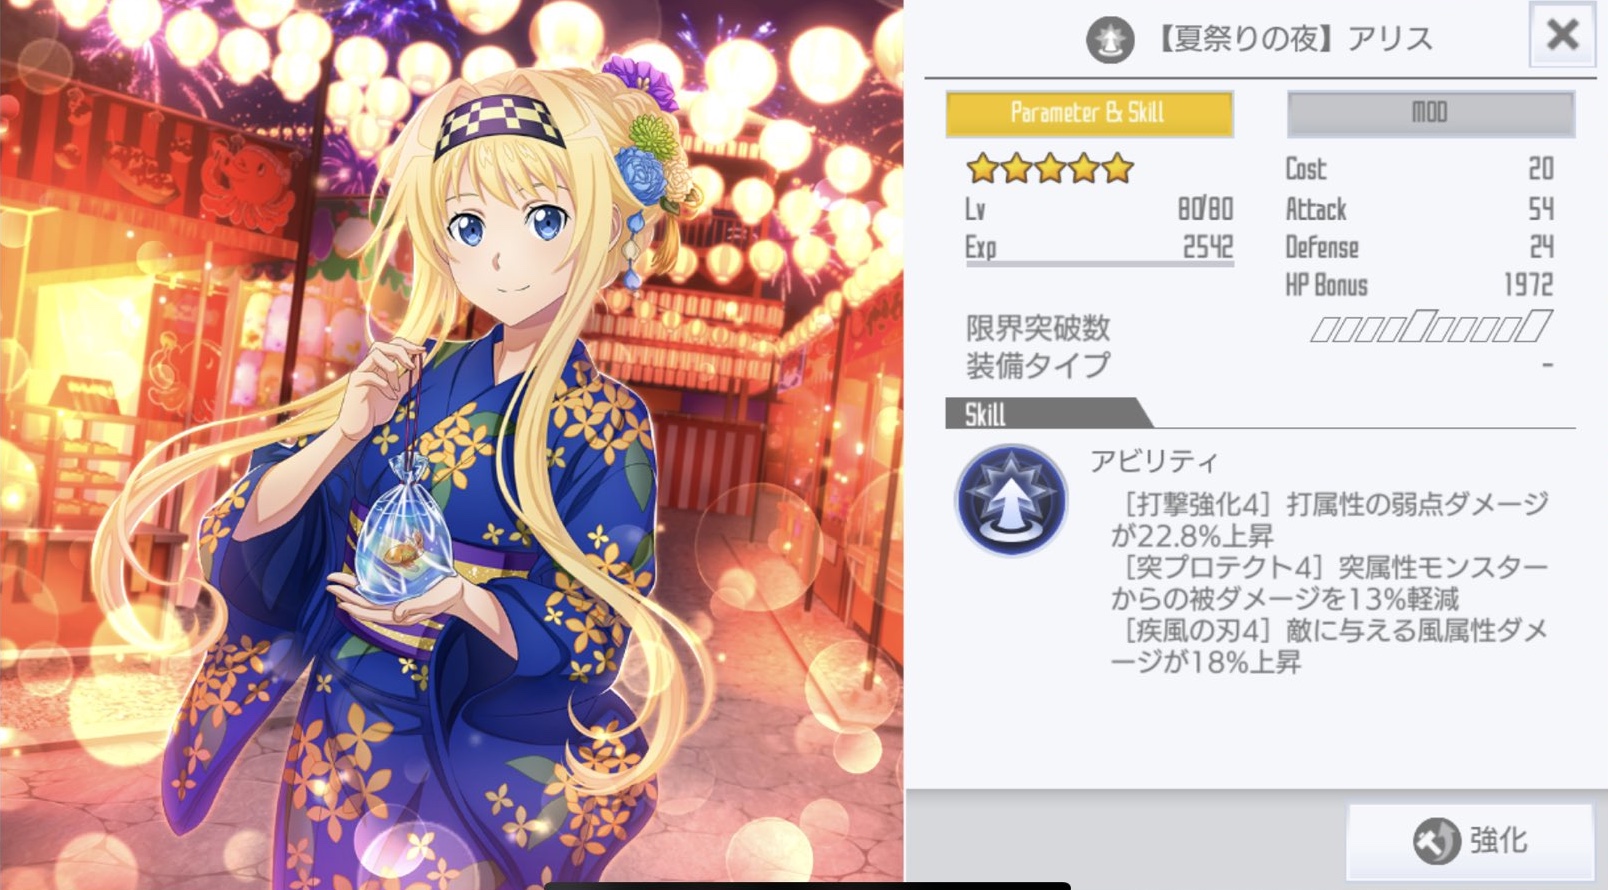 【夏祭りの夜】アリス
Parameter & Skill
MOD
Cost 20
Lv 80/80
Attack 54
Exp 2542
Defense 24
HP Bonus 1972
限界突破数
装備タイプ -
Skill
アビリティ
［打撃強化4］打属性の弱点ダメージ
が22.8%上昇
［突プロテクト4］突属性モンスター
からの被ダメージを13%軽減
［疾風の刃4］敵に与える風属性ダメ
ージが18%上昇
強化